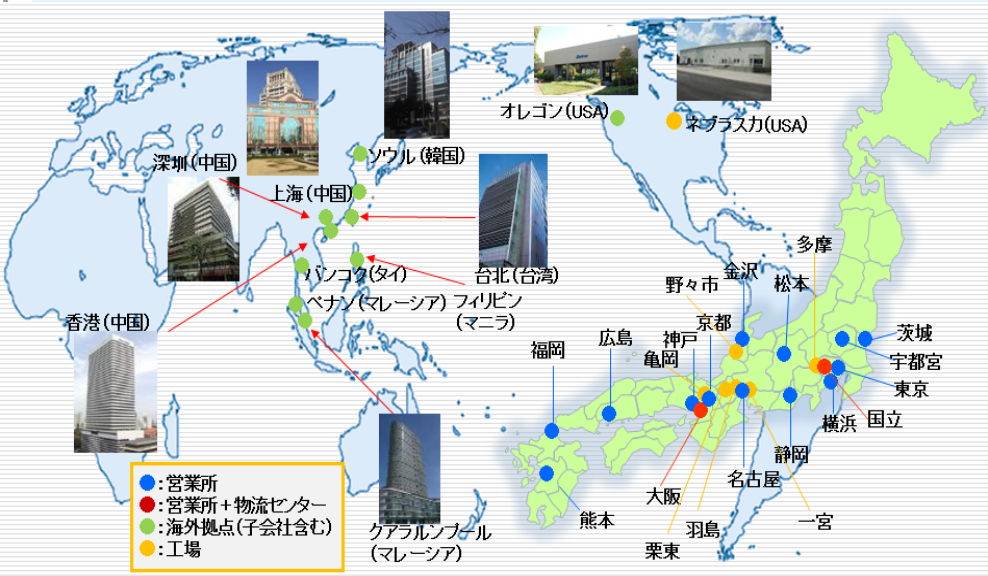 オレゴン(USA)
ネブラスカ(USA)
深圳(中国)
ソウル(韓国)
上海(中国)
台北(台湾)
バンコク(タイ)
ペナン(マレーシア)
フィリピン
(マニラ)
香港(中国)
クアラルンプール
(マレーシア)
多摩
金沢
野々市
松本
京都
神戸
広島
福岡
亀岡
茨城
宇都宮
東京
国立
横浜
静岡
名古屋
一宮
大阪
羽島
栗東
熊本
:営業所
:営業所+物流センター
:海外拠点(子会社含む)
:工場